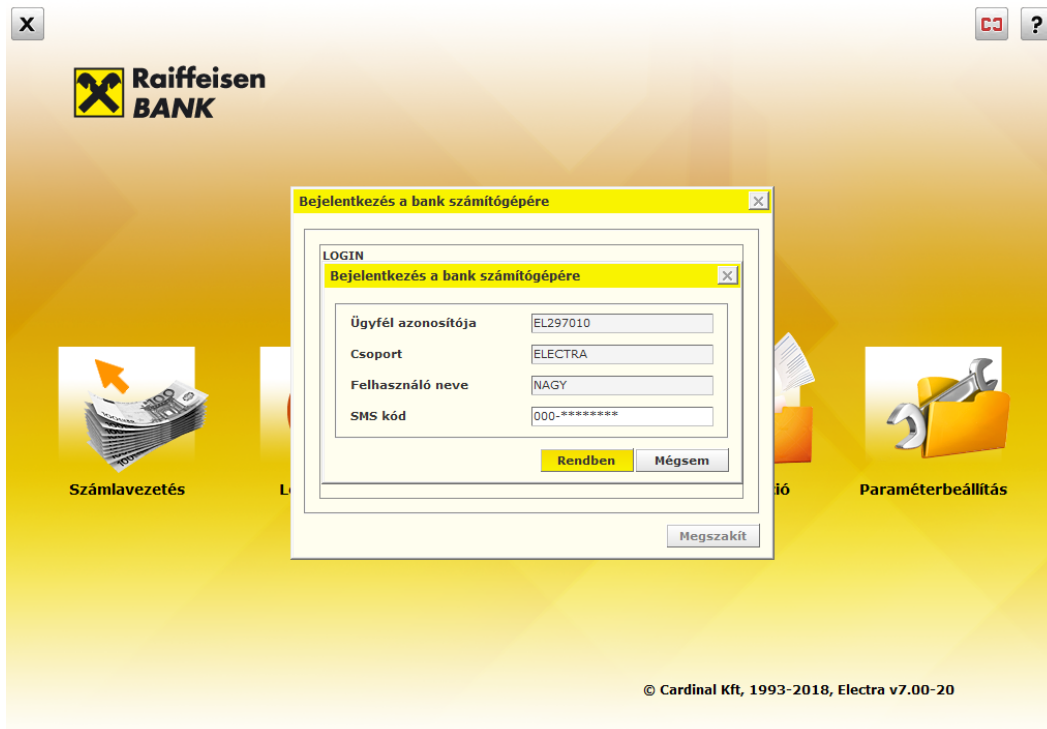 X
?
Raiffeisen
BANK
Bejelentkezés a bank számítógépére
LOGIN
Bejelentkezés a bank számítógépére
Ügyfél azonosítója EL297010
Csoport ELECTRA
Felhasználó neve NAGY
SMS kód 000-********
Rendben Mégsem
Megszakít
Számlavezetés
Paraméterbeállítás
© Cardinal Kft, 1993-2018, Electra v7.00-20